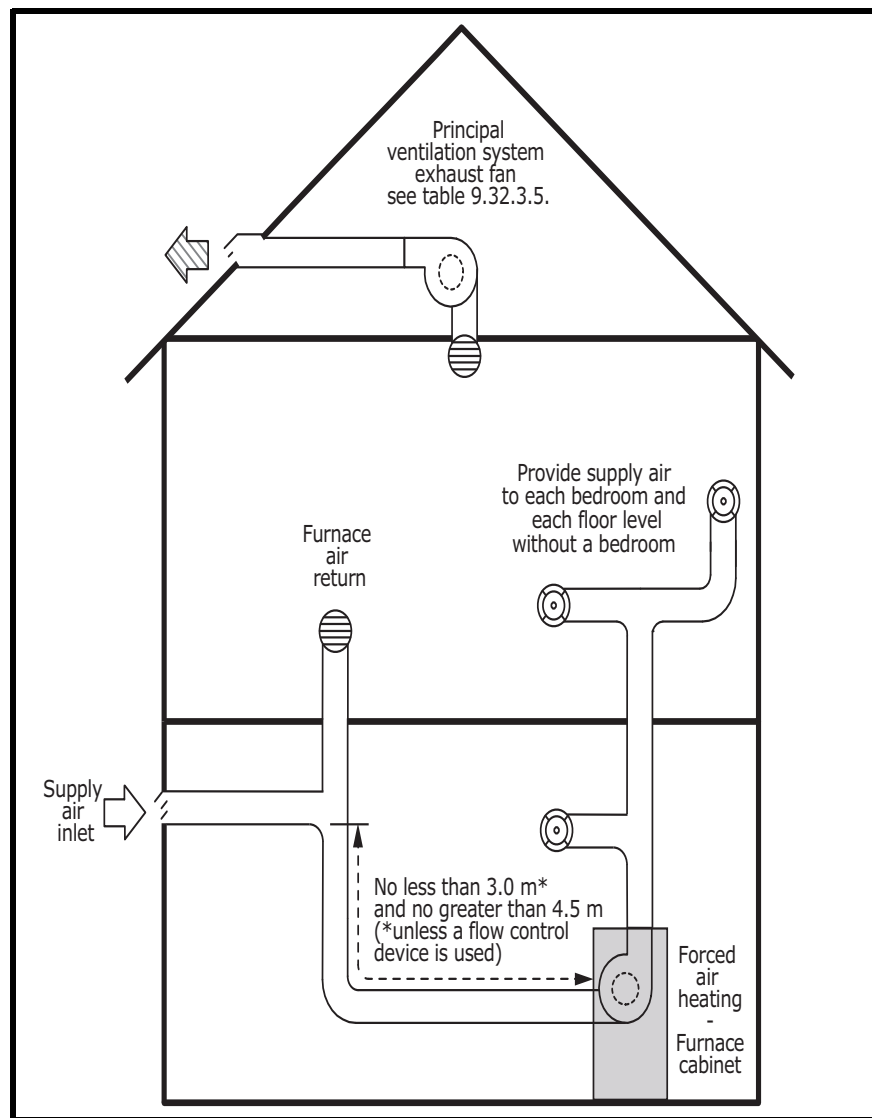 Principal
ventilation system
exhaust fan
see table 9.32.3.5.
Provide supply air
to each bedroom and
each floor level
without a bedroom
Furnace
air
return
Supply
air
inlet
No less than 3.0 m*
and no greater than 4.5 m
(*unless a flow control
device is used)
Forced
air
heating
-
Furnace
cabinet